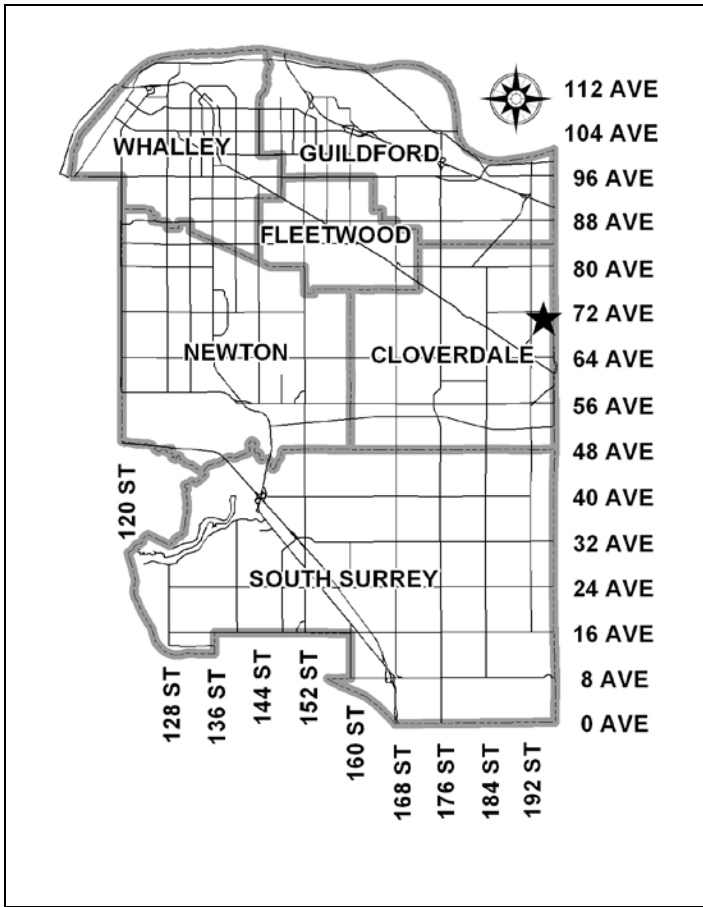 112 AVE
104 AVE
WHALLEY
GUILDFORD
96 AVE
88 AVE
FLEETWOOD
80 AVE
72 AVE
NEWTON
CLOVERDALE
64 AVE
56 AVE
48 AVE
120 ST
40 AVE
32 AVE
SOUTH SURREY
24 AVE
16 AVE
8 AVE
0 AVE
128 ST
136 ST
144 ST
152 ST
160 ST
168 ST
176 ST
184 ST
192 ST